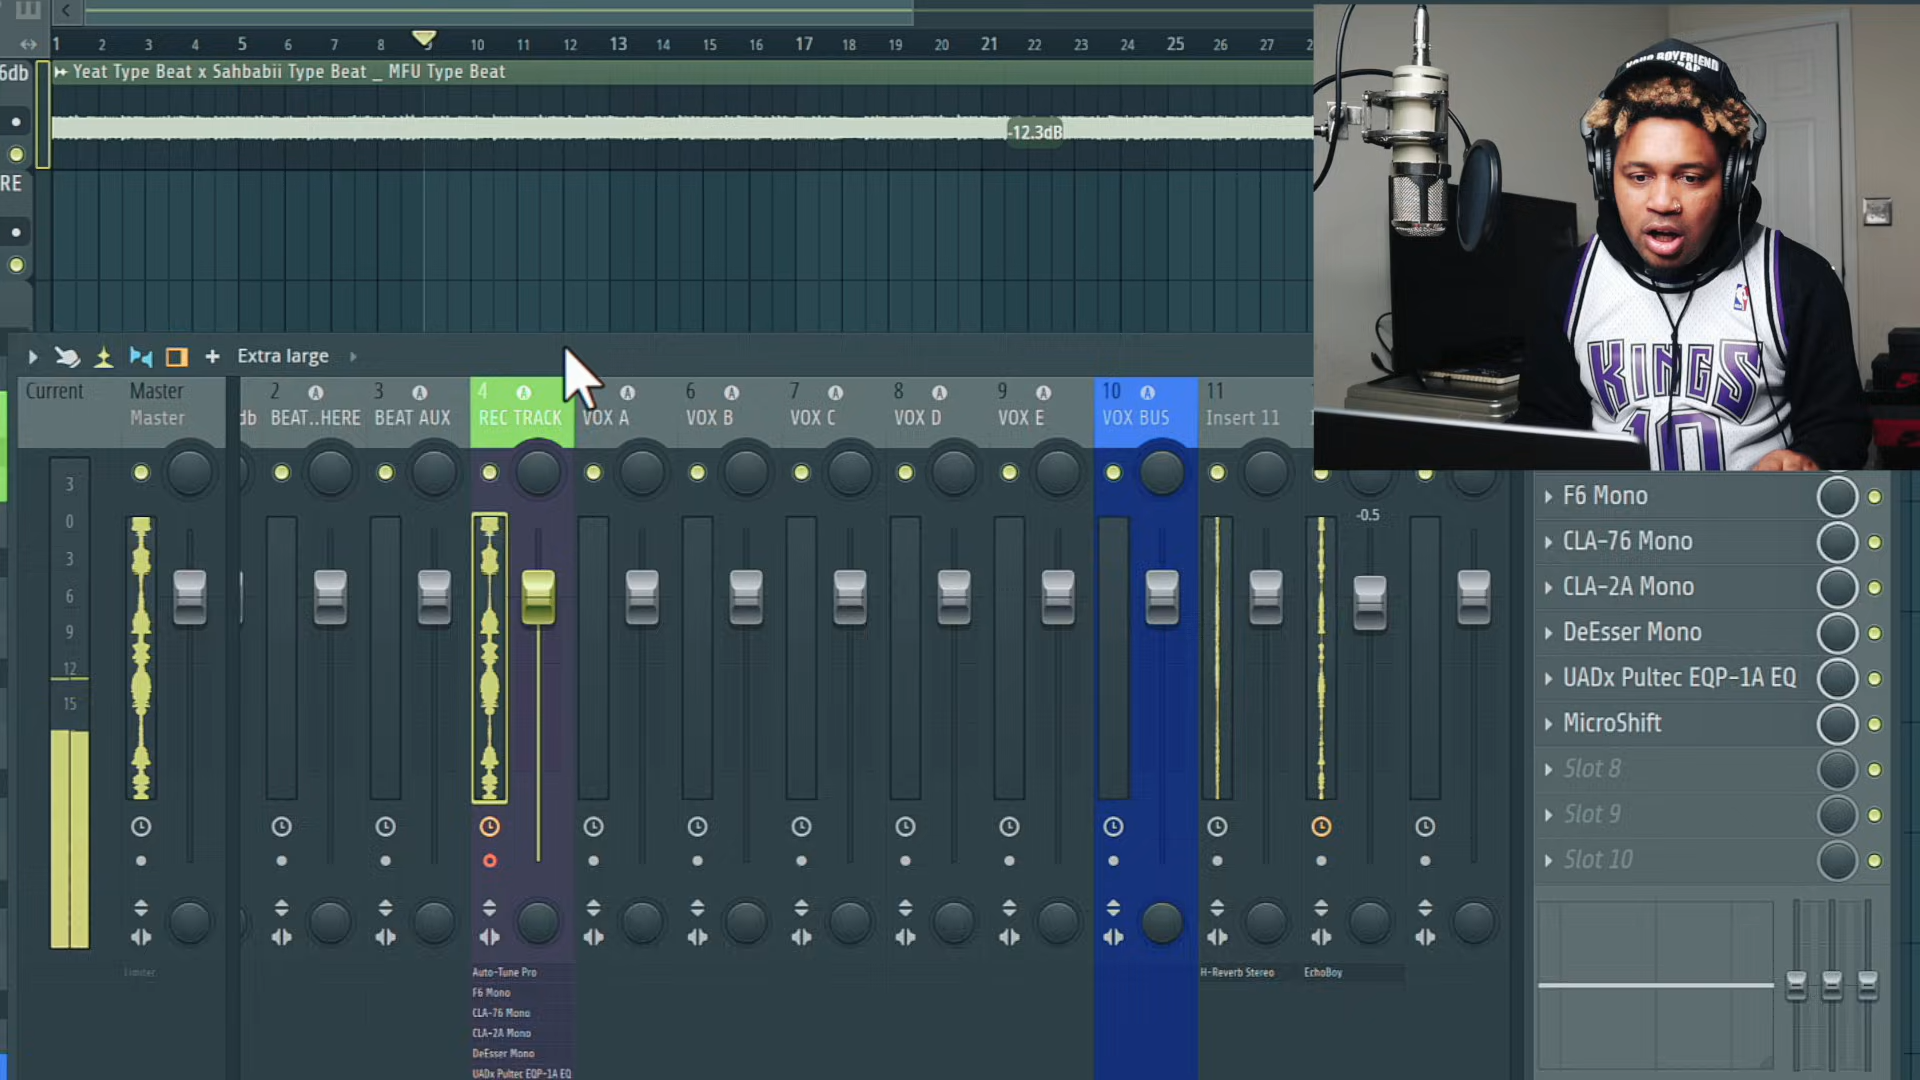 1 2 3 4 5 6 7 8 9 10 11 12 13 14 15 16 17 18 19 20 21 22 23 24 25 26 27 2
6db
Yeat Type Beat x Sahbabii Type Beat _ MFU Type Beat
-12.3dB
RE
Extra large
Current Master 2 3 4 6 7 8 9 10 11
Master db BEAT..HERE BEAT AUX REC TRACK VOX A VOX B VOX C VOX D VOX E VOX BUS Insert 11
YOUR BOYFRIEND
RAP
KINGS
10
3
0
3
6
9
12
15
-0.5
F6 Mono
CLA-76 Mono
CLA-2A Mono
DeEsser Mono
UADx Pultec EQP-1A EQ
MicroShift
Slot 8
Slot 9
Slot 10
Limiter
Auto-Tune Pro
F6 Mono
CLA-76 Mono
CLA-2A Mono
DeEsser Mono
UADx Pultec EQP-1A EQ
H-Reverb Stereo
EchoBoy